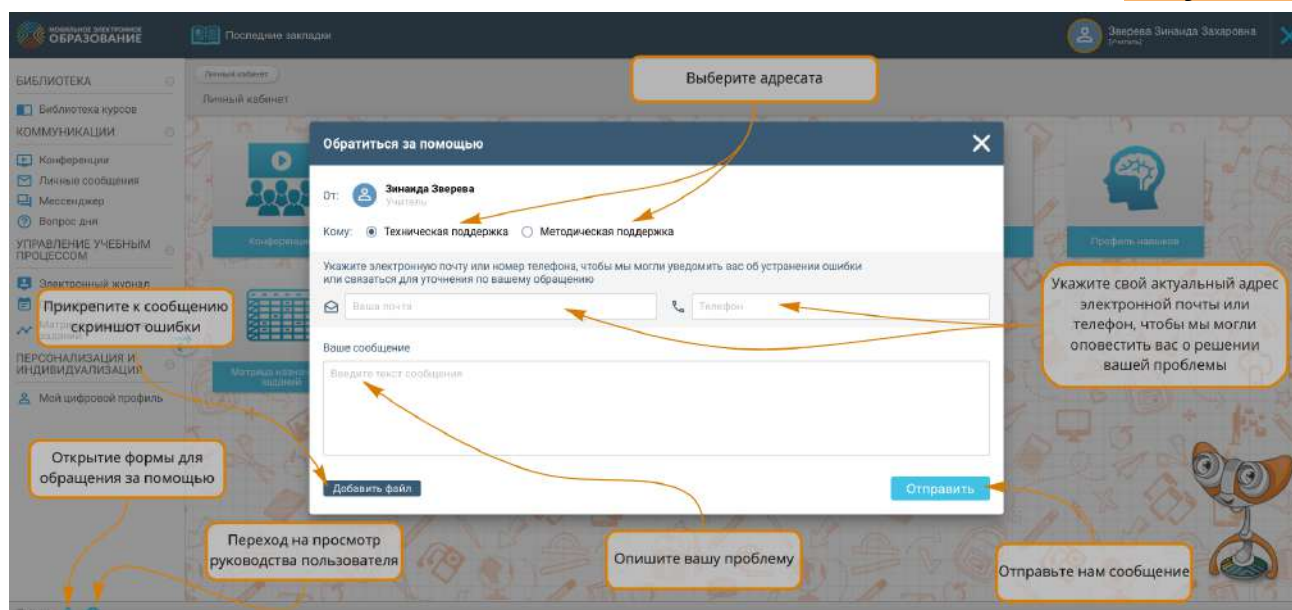 МОБИЛЬНОЕ ЭЛЕКТРОННОЕ
ОБРАЗОВАНИЕ
Последние закладки
Зверева Зинаида Захаровна
(Учитель)
БИБЛИОТЕКА
Библиотека курсов
КОММУНИКАЦИИ
Конференции
Личные сообщения
Мессенджер
Вопрос дня
УПРАВЛЕНИЕ УЧЕБНЫМ
ПРОЦЕССОМ
Электронный журнал
ПЕРСОНАЛИЗАЦИЯ И
ИНДИВИДУАЛИЗАЦИЯ
Мой цифровой профиль
Личный кабинет
Личный кабинет
Выберите адресата
Обратиться за помощью
От:
Зинаида Зверева
Учитель
Кому:
Техническая поддержка
Методическая поддержка
Укажите электронную почту или номер телефона, чтобы мы могли уведомить вас об устранении ошибки
или связаться для уточнения по вашему обращению
Ваша почта
Телефон
Ваше сообщение
Введите текст сообщения
Добавить файл
Отправить
Профиль навыков
Прикрепите к сообщению
скриншот ошибки
Укажите свой актуальный адрес
электронной почты или
телефон, чтобы мы могли
оповестить вас о решении
вашей проблемы
Открытие формы для
обращения за помощью
Переход на просмотр
руководства пользователя
Опишите вашу проблему
Отправьте нам сообщение